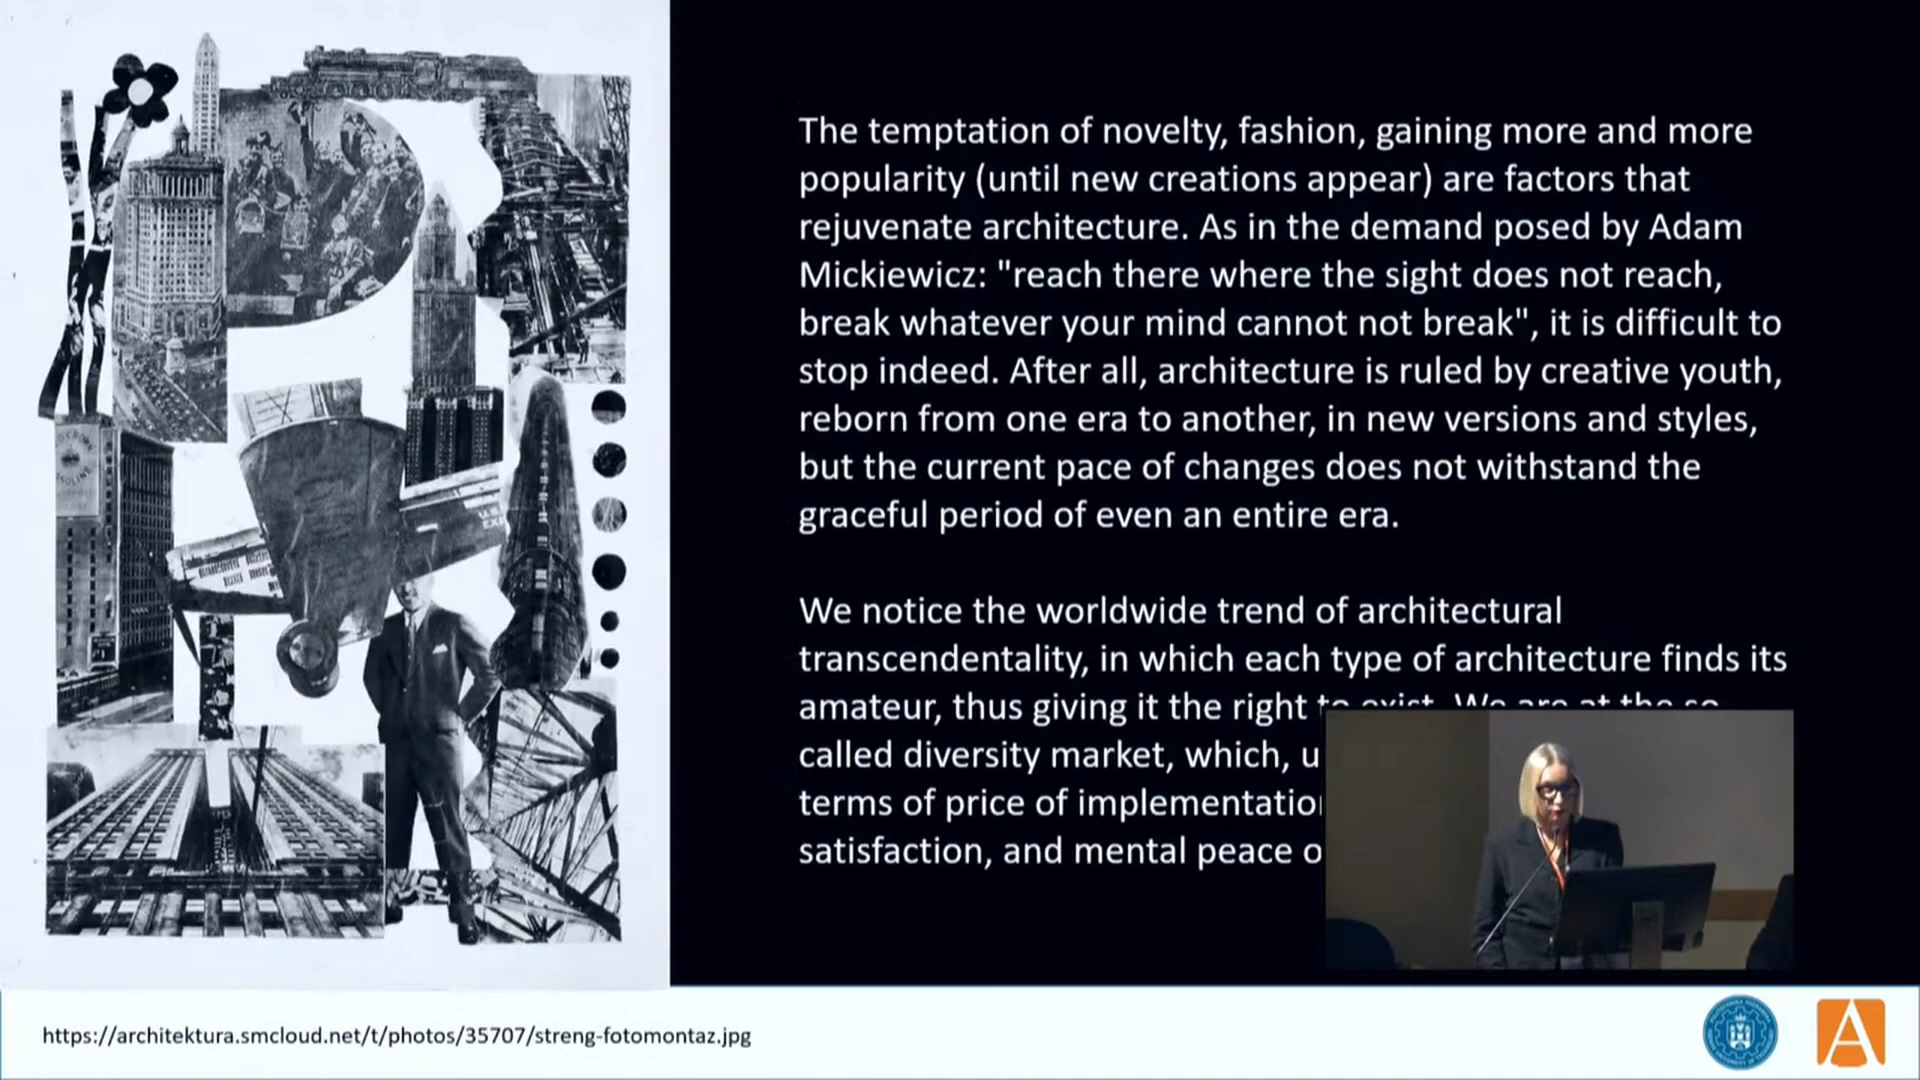 The temptation of novelty, fashion, gaining more and more
popularity (until new creations appear) are factors that
rejuvenate architecture. As in the demand posed by Adam
Mickiewicz: "reach there where the sight does not reach,
break whatever your mind cannot not break", it is difficult to
stop indeed. After all, architecture is ruled by creative youth,
reborn from one era to another, in new versions and styles,
but the current pace of changes does not withstand the
graceful period of even an entire era.
We notice the worldwide trend of architectural
transcendentality, in which each type of architecture finds its
amateur, thus giving it the right to exist. We are at the so
called diversity market, which,
terms of price of
satisfaction, and mental peace
https://architektura.smcloud.net/t/photos/35707/streng-fotomontaz.jpg
A